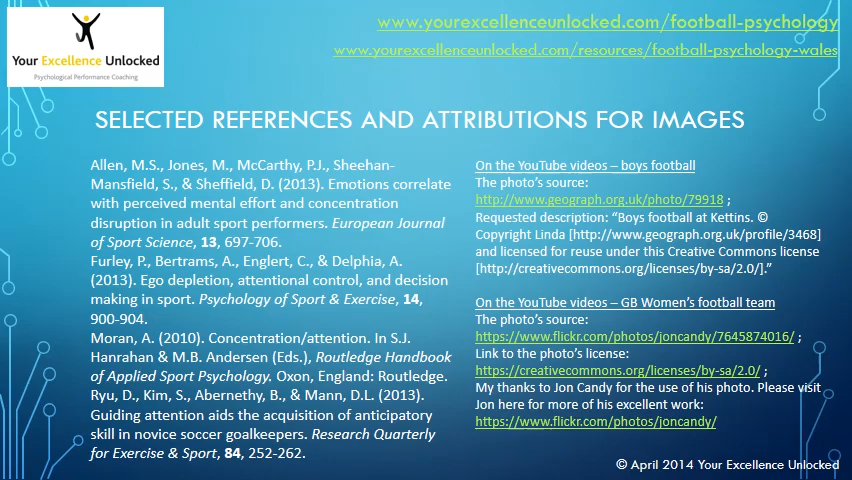 www.yourexcellenceunlocked.com/football-psychology
www.yourexcellenceunlocked.com/resources/football-psychology-wales
Your Excellence Unlocked
Psychological Performance Coaching
SELECTED REFERENCES AND ATTRIBUTIONS FOR IMAGES
Allen, M.S., Jones, M., McCarthy, P.J., Sheehan-
Mansfield, S., & Sheffield, D. (2013). Emotions correlate
with perceived mental effort and concentration
disruption in adult sport performers. European Journal
of Sport Science, 13, 697-706.
Furley, P., Bertrams, A., Englert, C., & Delphia, A.
(2013). Ego depletion, attentional control, and decision
making in sport. Psychology of Sport & Exercise, 14,
900-904.
Moran, A. (2010). Concentration/attention. In S.J.
Hanrahan & M.B. Andersen (Eds.), Routledge Handbook
of Applied Sport Psychology. Oxon, England: Routledge.
Ryu, D., Kim, S., Abernethy, B., & Mann, D.L. (2013).
Guiding attention aids the acquisition of anticipatory
skill in novice soccer goalkeepers. Research Quarterly
for Exercise & Sport, 84, 252-262.
On the YouTube videos – boys football
The photo's source:
http://www.geograph.org.uk/photo/79918 ;
Requested description: “Boys football at Kettins. ©
Copyright Linda [http://www.geograph.org.uk/profile/3468]
and licensed for reuse under this Creative Commons license
[http://creativecommons.org/licenses/by-sa/2.0/].”
On the YouTube videos – GB Women's football team
The photo's source:
https://www.flickr.com/photos/joncandy/7645874016/ ;
Link to the photo's license:
https://creativecommons.org/licenses/by-sa/2.0/ ;
My thanks to Jon Candy for the use of his photo. Please visit
Jon here for more of his excellent work:
https://www.flickr.com/photos/joncandy/
© April 2014 Your Excellence Unlocked